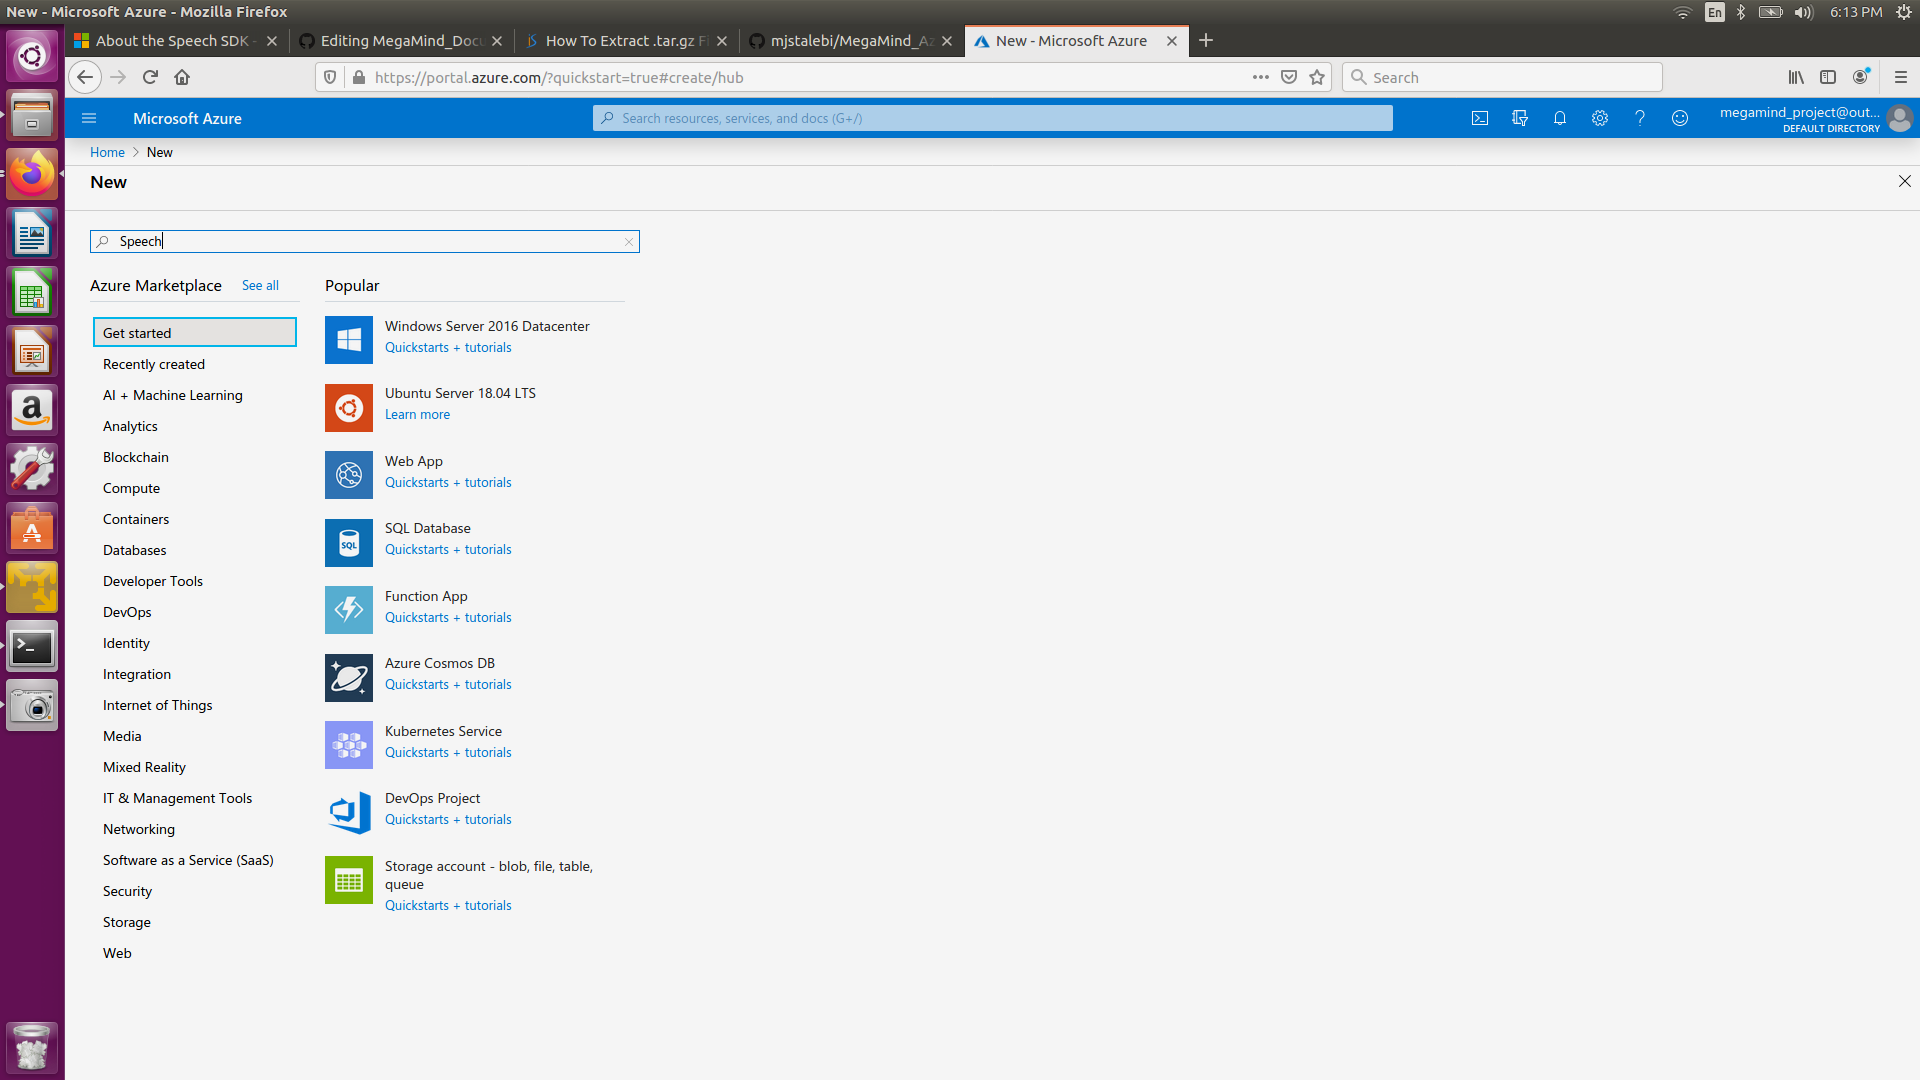 New - Microsoft Azure - Mozilla Firefox
En
6:13 PM
About the Speech SDK -
Editing MegaMind_Docu
How To Extract .tar.gz Fi
mjstalebi/MegaMind_Az
New - Microsoft Azure
https://portal.azure.com/?quickstart=true#create/hub
Search
Microsoft Azure
Search resources, services, and docs (G+/)
megamind_project@out...
DEFAULT DIRECTORY
Home
New
New
Speech
Azure Marketplace
See all
Popular
Get started
Recently created
AI + Machine Learning
Analytics
Blockchain
Compute
Containers
Databases
Developer Tools
DevOps
Identity
Integration
Internet of Things
Media
Mixed Reality
IT & Management Tools
Networking
Software as a Service (SaaS)
Security
Storage
Web
Windows Server 2016 Datacenter
Quickstarts + tutorials
Ubuntu Server 18.04 LTS
Learn more
Web App
Quickstarts + tutorials
SQL
SQL Database
Quickstarts + tutorials
Function App
Quickstarts + tutorials
Azure Cosmos DB
Quickstarts + tutorials
Kubernetes Service
Quickstarts + tutorials
DevOps Project
Quickstarts + tutorials
Storage account - blob, file, table,
queue
Quickstarts + tutorials